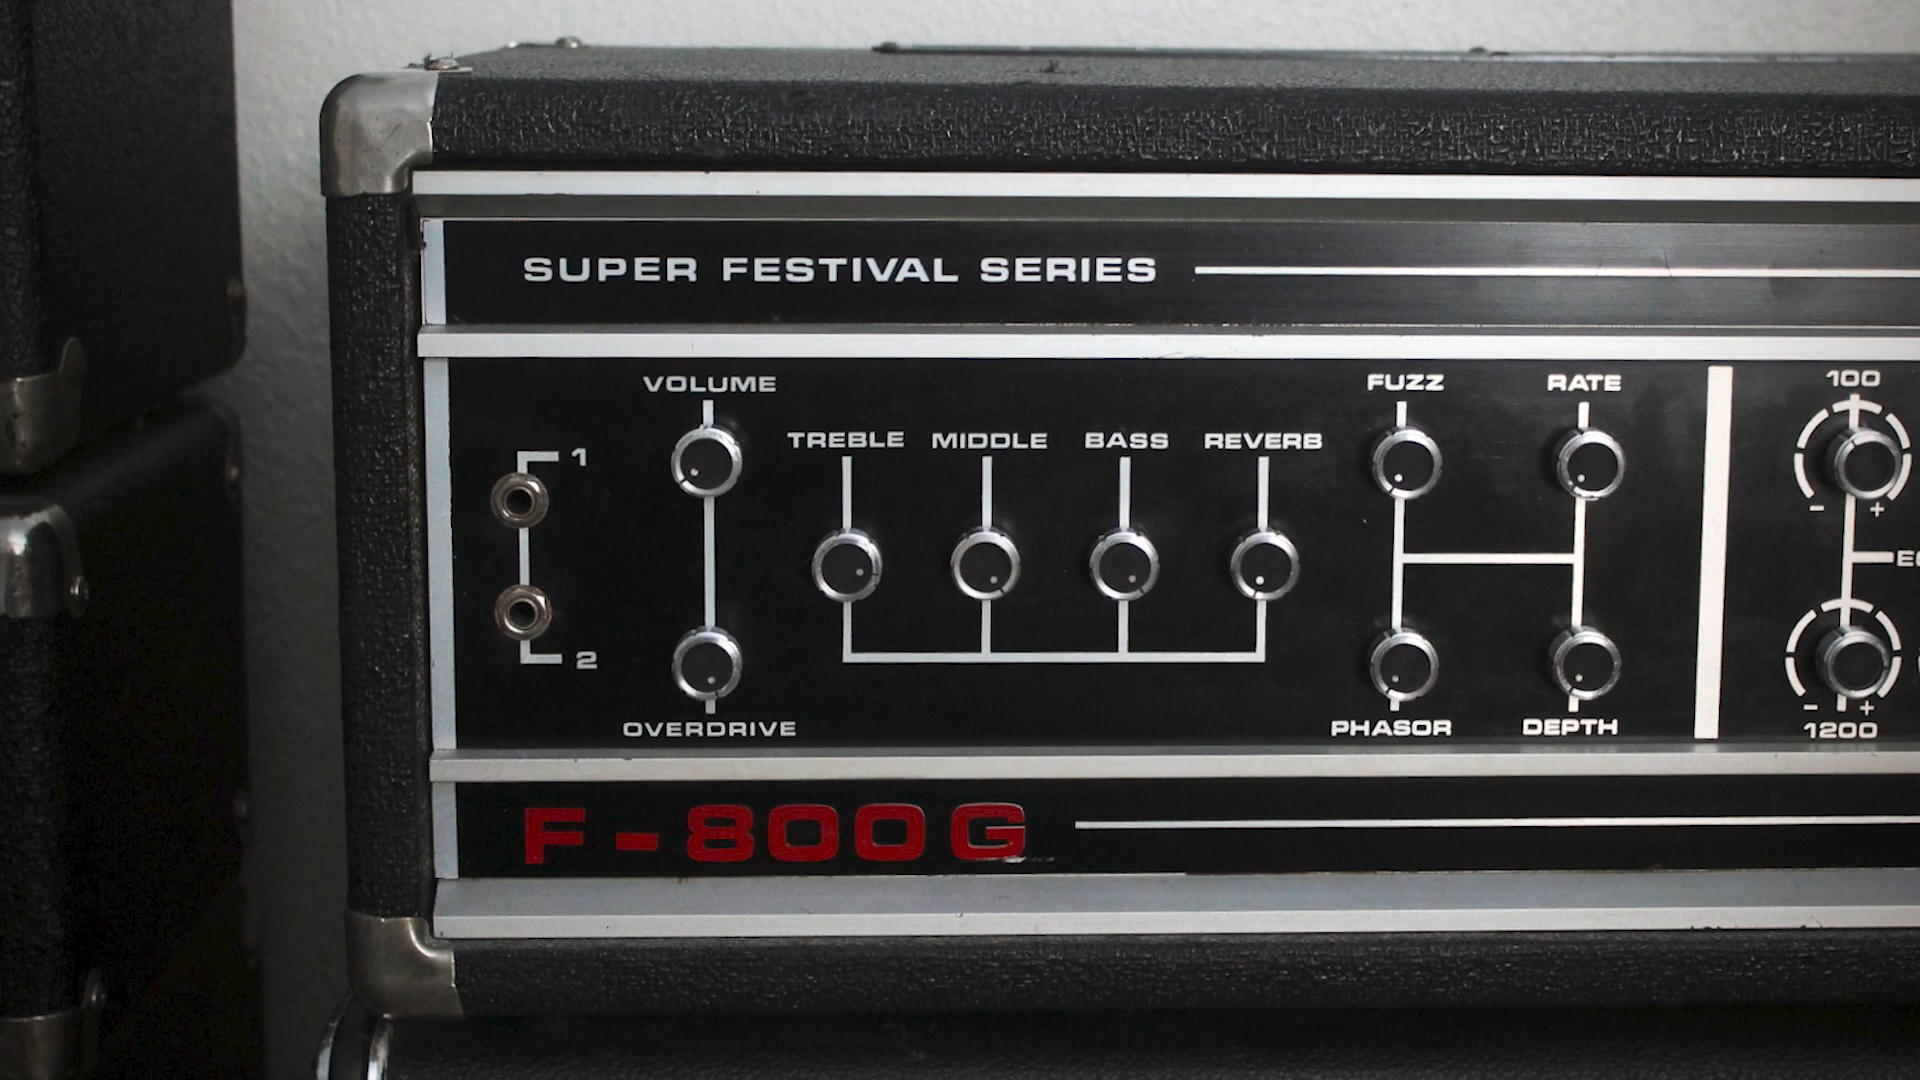 SUPER FESTIVAL SERIES
VOLUME
FUZZ
RATE
100
TREBLE MIDDLE BASS REVERB
1
- +
2
OVERDRIVE
PHASOR
DEPTH
- +
1200
F-800G